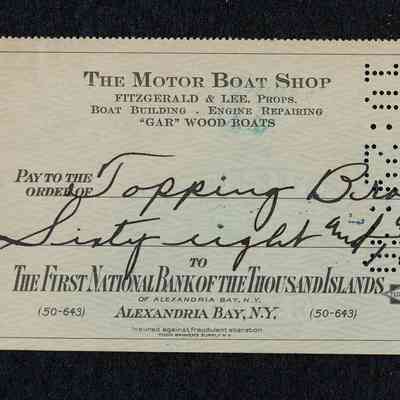 THE MOTOR BOAT SHOP
FITZGERALD & LEE, PROPS.
BOAT BUILDING - ENGINE REPAIRING
"GAR" WOOD BOATS
PAY TO THE
ORDER OF Topping Bro
Sixty eight and
TO
THE FIRST NATIONAL BANK OF THE THOUSAND ISLANDS
OF ALEXANDRIA BAY, N.Y.
(50-643) ALEXANDRIA BAY, N.Y. (50-643)
Insured against fraudulent alteration